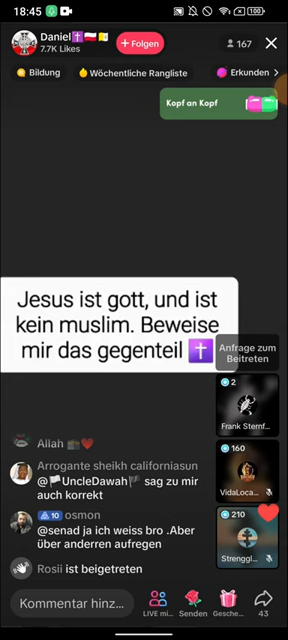 18:45
100
Daniel✝️🇵🇱🇻🇦
7.7K Likes
+ Folgen
167
Bildung
Wöchentliche Rangliste
Erkunden
Kopf an Kopf
Jesus ist gott, und ist
kein muslim. Beweise
mir das gegenteil ✝️
Anfrage zum
Beitreten
2
Frank Sternf...
160
VidaLoca...
210
Strenggl...
Allah 🕋❤️
Arrogante sheikh californiasun
@🏳UncleDawah🏴 sag zu mir
auch korrekt
10 osmon
@senad ja ich weiss bro .Aber
über anderren aufregen
Rosii ist beigetreten
Kommentar hinz...
LIVE mi...
Senden
Gesche...
43